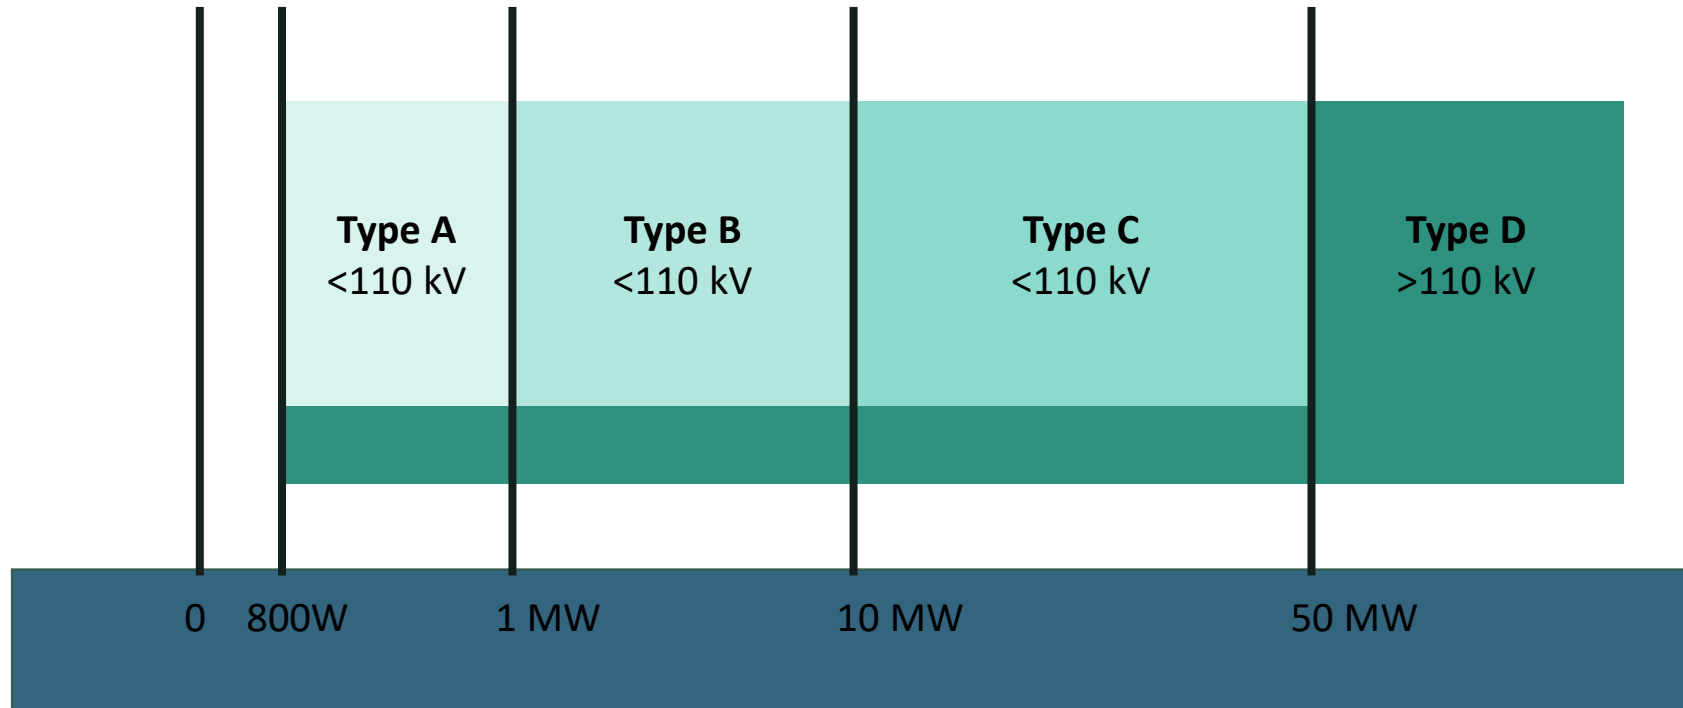 Type A
<110 kV
Type B
<110 kV
Type C
<110 kV
Type D
>110 kV
0
800W
1 MW
10 MW
50 MW